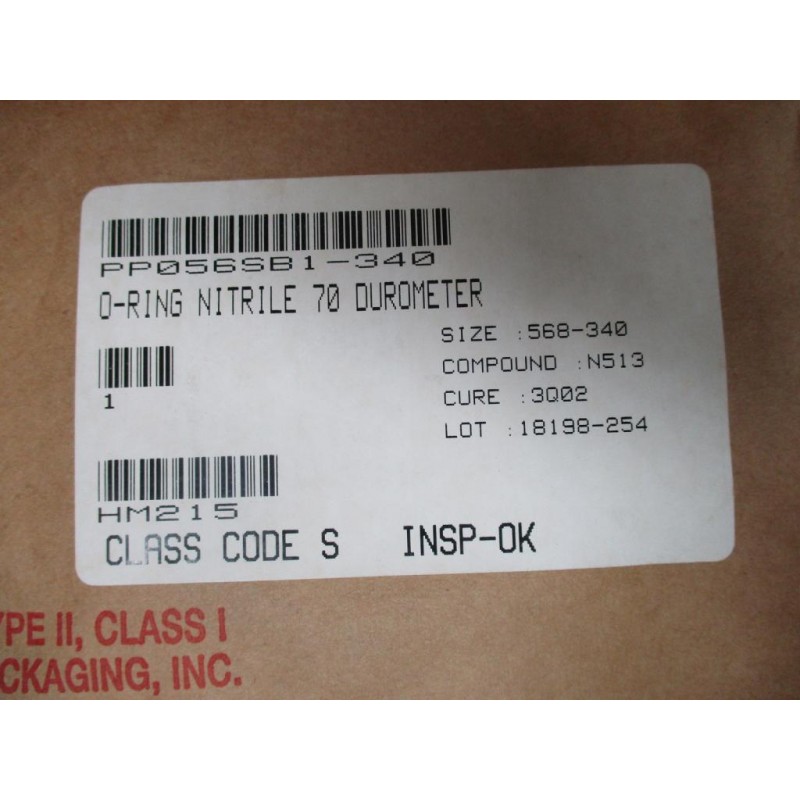 PP056SB1-340
O-RING NITRILE 70 DUROMETER
SIZE :568-340
COMPOUND :N513
CURE :3Q02
LOT :18198-254
1
HM215
CLASS CODE S INSP-OK
YPE II, CLASS I
CKAGING, INC.